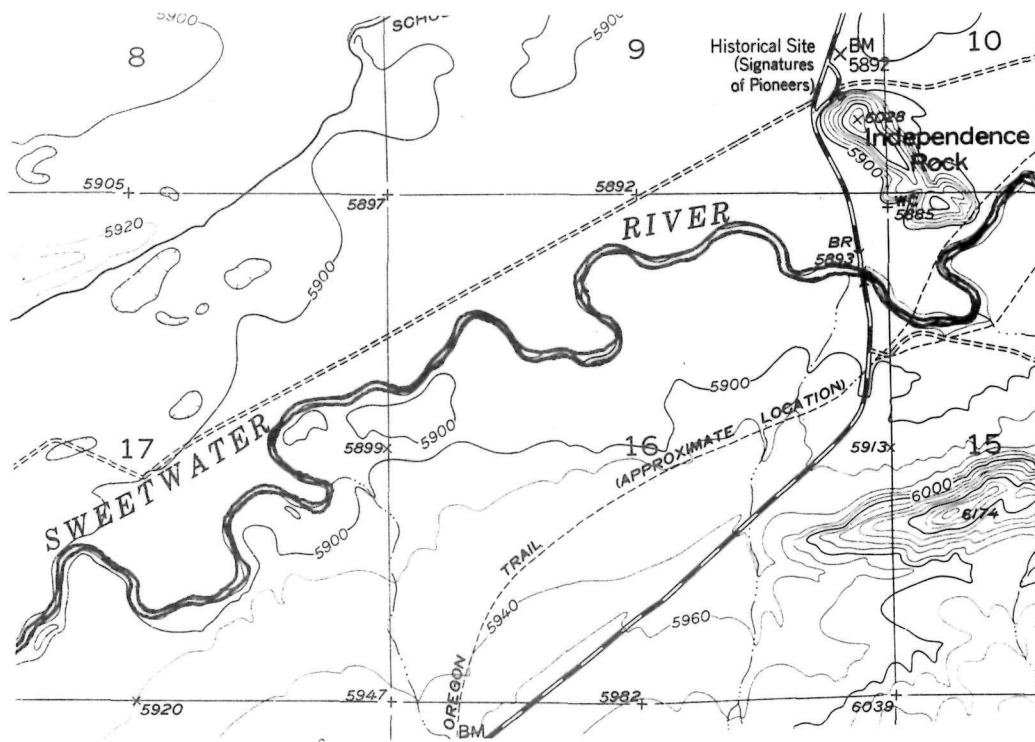 5900
SCHOO
5900
8
9
10
Historical Site
(Signatures
of Pioneers)
BM
5892
6028
Independence
Rock
5900
5905
5897
5892
WC
5885
5920
RIVER
BR
5893
5900
5900
5900
(APPROXIMATE LOCATION)
17
5899
16
5913
15
SWEETWATER
6000
6174
5900
TRAIL
5940
5960
OREGON
5920
5947
5982
6039
BM